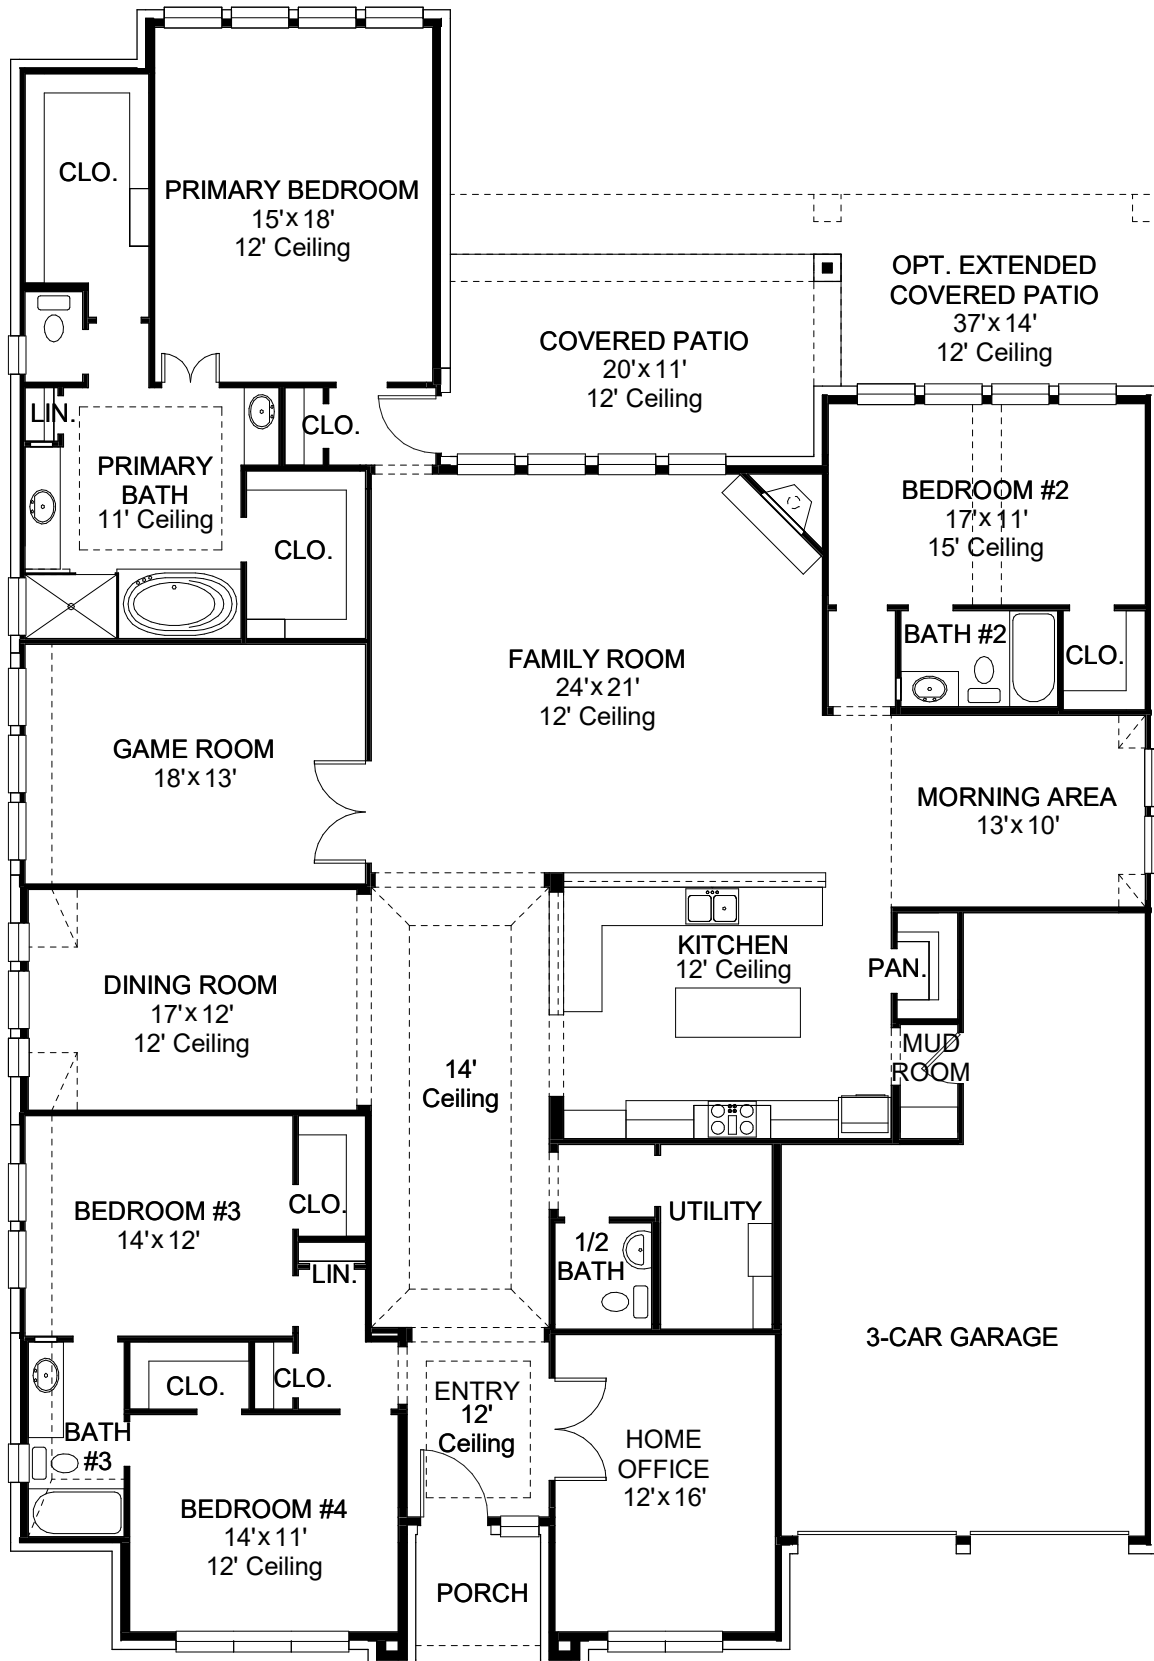 CLO.
PRIMARY BEDROOM
15'x 18'
12' Ceiling
OPT. EXTENDED
COVERED PATIO
37'x 14'
12' Ceiling
COVERED PATIO
20'x 11'
12' Ceiling
LIN.
CLO.
PRIMARY
BATH
11' Ceiling
CLO.
BEDROOM #2
17'x 11'
15' Ceiling
BATH #2
CLO.
FAMILY ROOM
24'x 21'
12' Ceiling
GAME ROOM
18'x 13'
MORNING AREA
13'x 10'
KITCHEN
12' Ceiling
PAN.
DINING ROOM
17'x 12'
12' Ceiling
MUD
ROOM
14'
Ceiling
BEDROOM #3
14'x 12'
CLO.
UTILITY
1/2
BATH
LIN.
3-CAR GARAGE
CLO.
CLO.
ENTRY
12'
Ceiling
BATH
#3
HOME
OFFICE
12'x 16'
BEDROOM #4
14'x 11'
12' Ceiling
PORCH